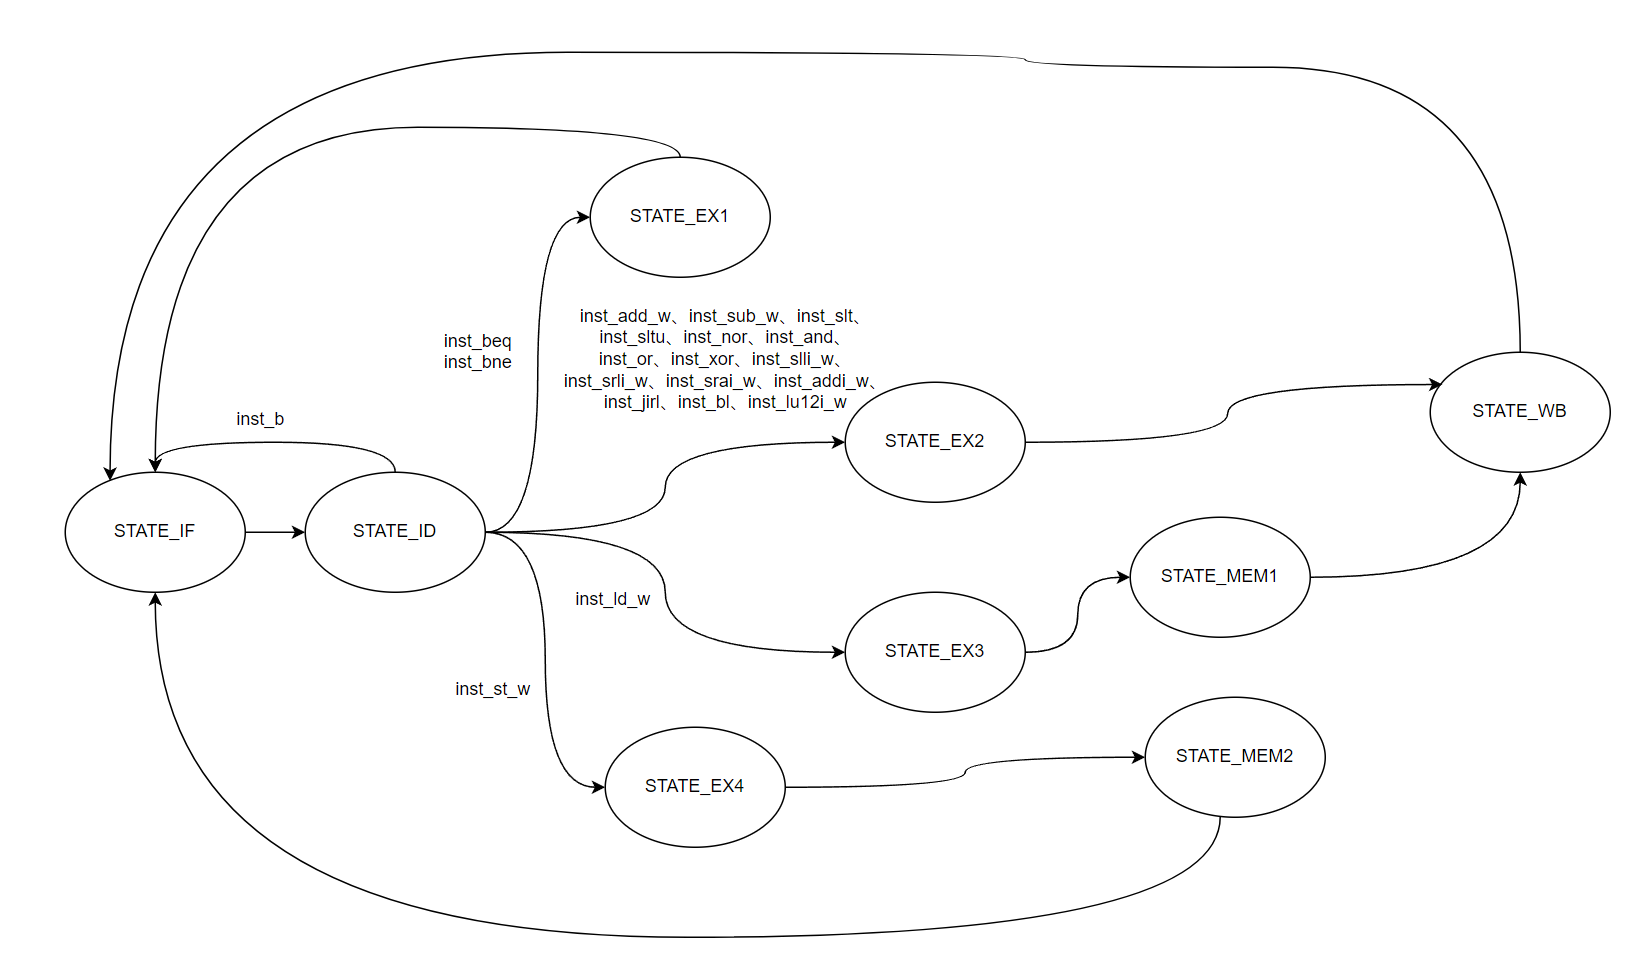 STATE_EX1
inst_add_w、inst_sub_w、inst_slt、
inst_sltu、inst_nor、inst_and、
inst_or、inst_xor、inst_slli_w、
inst_srli_w、inst_srai_w、inst_addi_w、
inst_jirl、inst_bl、inst_lu12i_w
inst_beq
inst_bne
inst_b
STATE_EX2
STATE_WB
STATE_IF
STATE_ID
STATE_MEM1
inst_ld_w
STATE_EX3
inst_st_w
STATE_MEM2
STATE_EX4